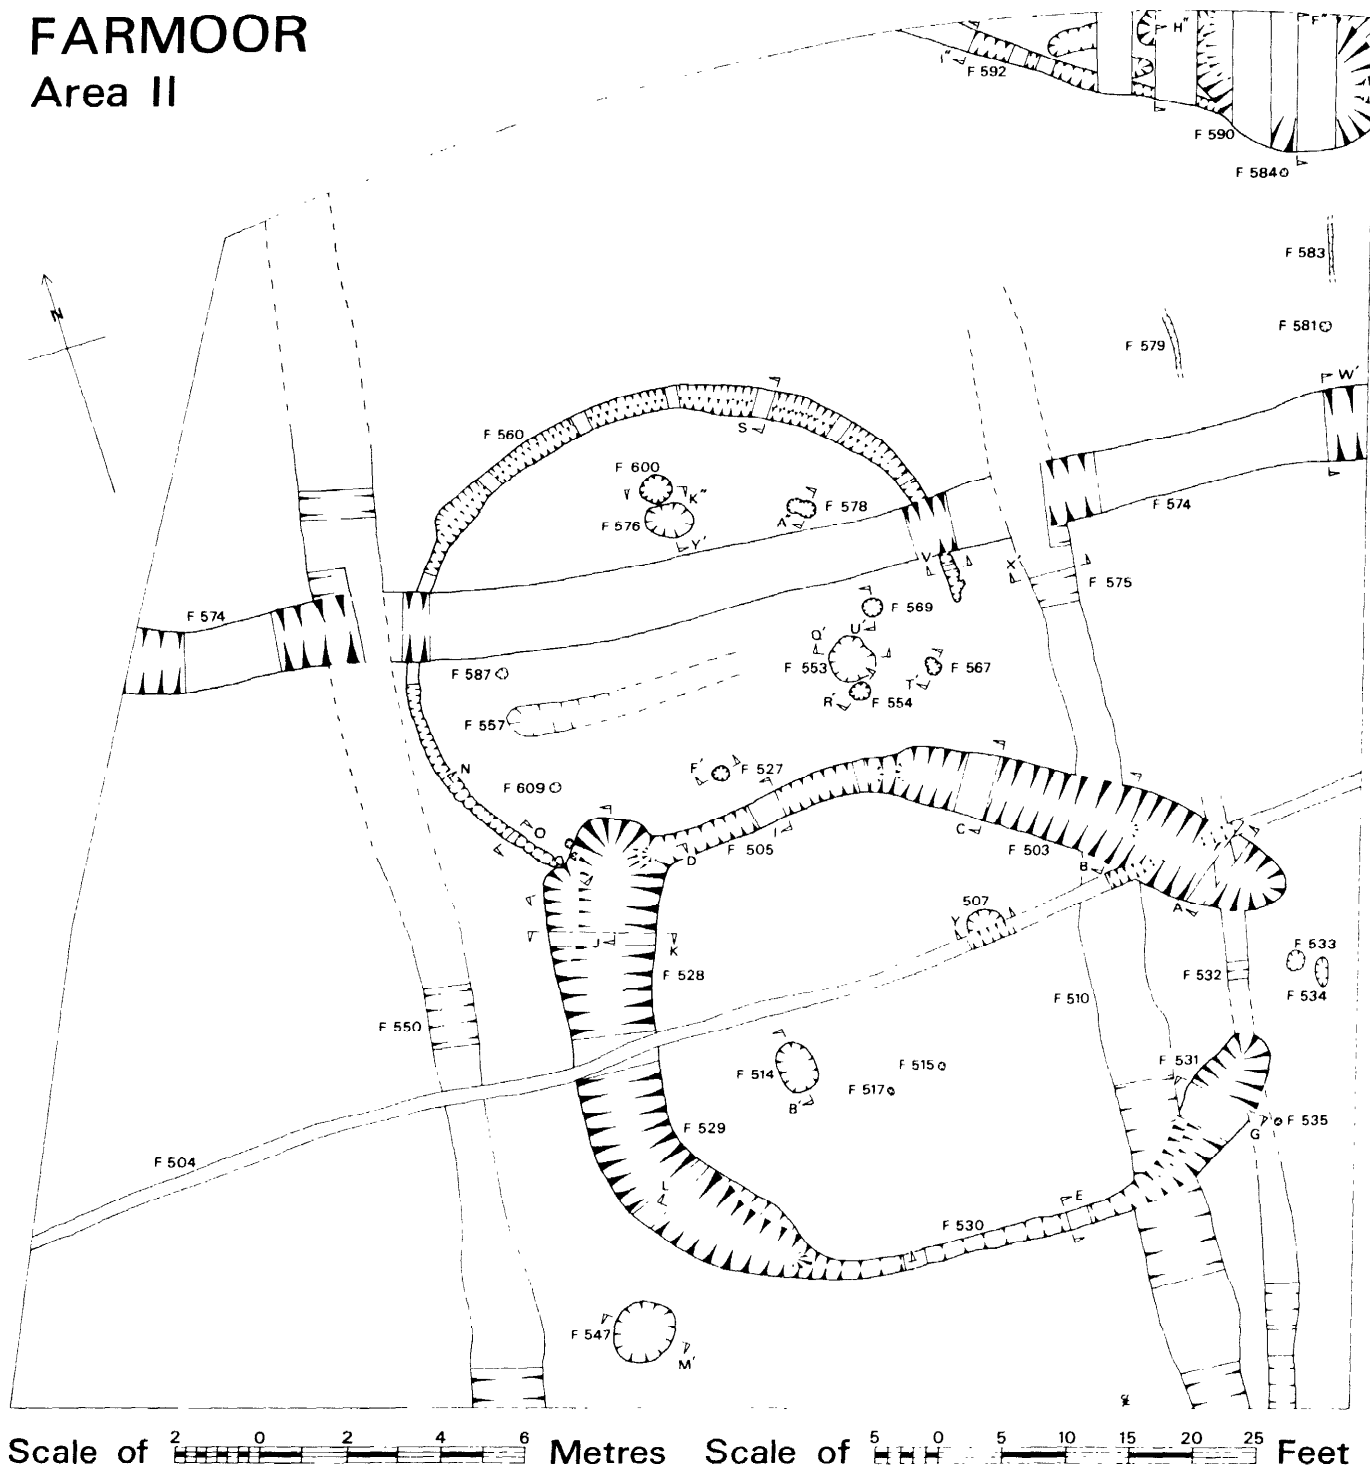 FARMOOR
Area II
H"
F"
I"
F 592
F 590
F 584
F 583
N
F 581
F 579
W'
F 560
S
F 600
K"
F 578
F 574
F 576
A'
Y'
V
X'
F 575
F 574
F 569
U'
Q'
F 553
F 567
F 587
T'
R'
F 554
F 557
N
F'
F 527
F 609
O
F 505
C
F 503
D
B
A
507
Y
J
K
F 533
F 528
F 532
F 534
F 510
F 550
F 531
F 515
F 514
F 517
B'
F 529
G
F 535
F 504
L
E
F 530
F 547
M'
Scale of 2 0 2 4 6 Metres Scale of 5 0 5 10 15 20 25 Feet